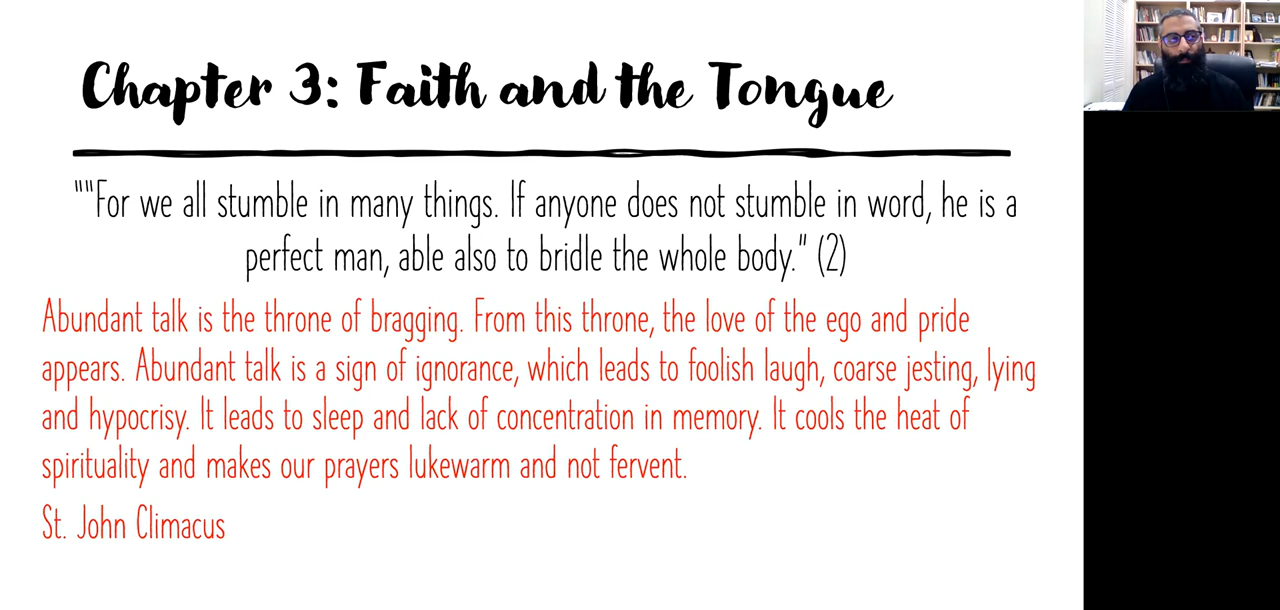 Chapter 3: Faith and the Tongue
""For we all stumble in many things. If anyone does not stumble in word, he is a
perfect man, able also to bridle the whole body." (2)
Abundant talk is the throne of bragging. From this throne, the love of the ego and pride
appears. Abundant talk is a sign of ignorance, which leads to foolish laugh, coarse jesting, lying
and hypocrisy. It leads to sleep and lack of concentration in memory. It cools the heat of
spirituality and makes our prayers lukewarm and not fervent.
St. John Climacus